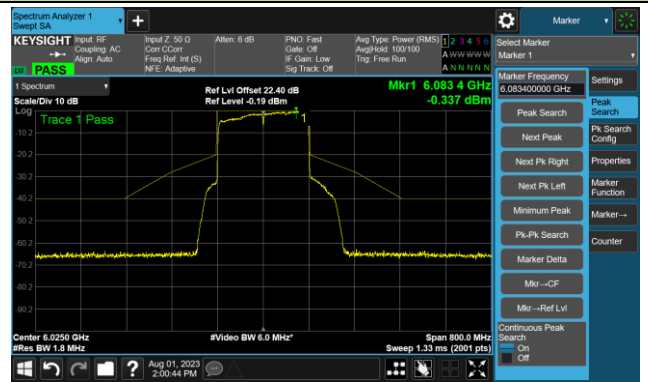 Spectrum Analyzer 1
Swept SA
Marker
KEYSIGHT
Input: RF
Coupling: AC
Align: Auto
Input Z: 50 Ω
Corr CCorr
Freq Ref: Int (S)
NFE: Adaptive
Atten: 6 dB
PNO: Fast
Gate: Off
IF Gain: Low
Sig Track: Off
Avg Type: Power (RMS)
Avg|Hold: 100/100
Trig: Free Run
1 2 3 4 5 6
A W W W W W
A N N N N N
PASS
Select Marker
Marker 1
1 Spectrum
Scale/Div 10 dB
Ref Lvl Offset 22.40 dB
Ref Level -0.19 dBm
Mkr1 6.083 4 GHz
-0.337 dBm
Log
Trace 1 Pass
1
-10.2
-20.2
-30.2
-40.2
-50.2
-60.2
-70.2
-80.2
-90.2
Center 6.0250 GHz
#Res BW 1.8 MHz
#Video BW 6.0 MHz*
Span 800.0 MHz
Sweep 1.33 ms (2001 pts)
Marker Frequency
6.083400000 GHz
Peak Search
Next Peak
Next Pk Right
Next Pk Left
Minimum Peak
Pk-Pk Search
Marker Delta
Mkr→CF
Mkr→Ref Lvl
Continuous Peak
Search
On
Off
Settings
Peak
Search
Pk Search
Config
Properties
Marker
Function
Marker→
Counter
Aug 01, 2023
2:00:44 PM